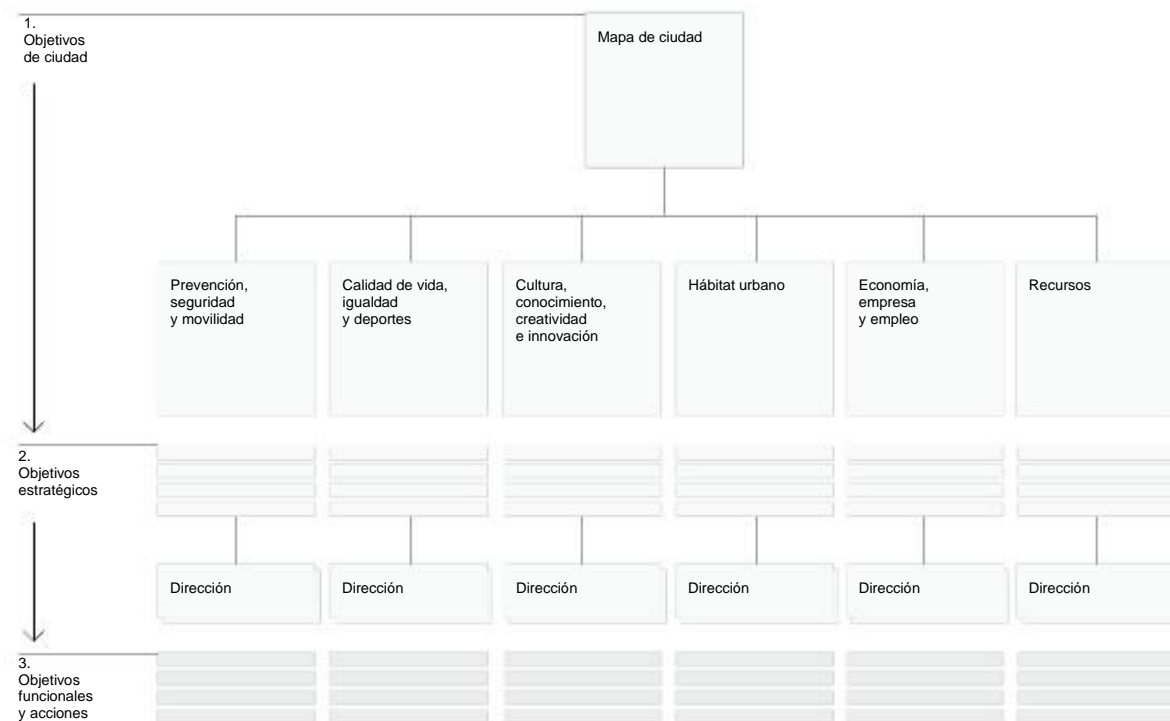 1.
Objetivos
de ciudad
Mapa de ciudad
Prevención,
seguridad
y movilidad
Calidad de vida,
igualdad
y deportes
Cultura,
conocimiento,
creatividad
e innovación
Hábitat urbano
Economía,
empresa
y empleo
Recursos
2.
Objetivos
estratégicos
Dirección
Dirección
Dirección
Dirección
Dirección
Dirección
3.
Objetivos
funcionales
y acciones